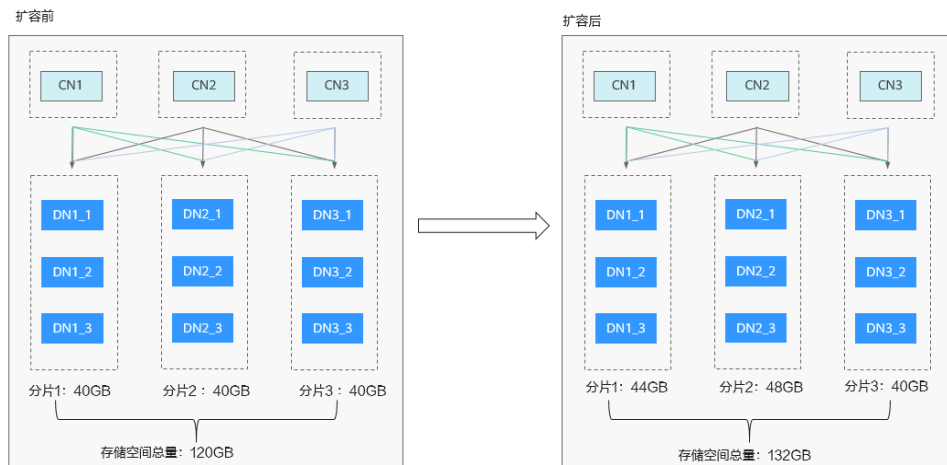 扩容前
扩容后
CN1 CN2 CN3
CN1 CN2 CN3
DN1_1 DN2_1 DN3_1
DN1_1 DN2_1 DN3_1
DN1_2 DN2_2 DN3_2
DN1_2 DN2_2 DN3_2
DN1_3 DN2_3 DN3_3
DN1_3 DN2_3 DN3_3
分片1: 40GB 分片2 : 40GB 分片3 : 40GB
分片1: 44GB 分片2: 48GB 分片3: 40GB
存储空间总量: 120GB
存储空间总量: 132GB